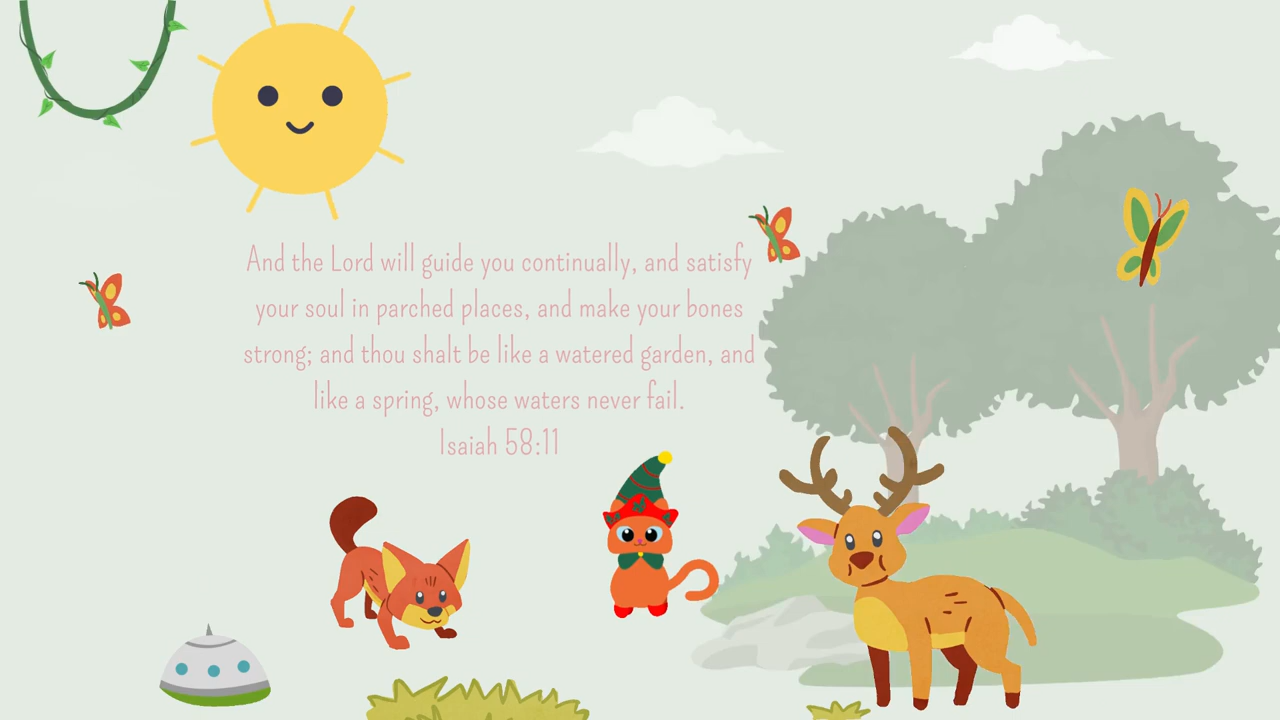 And the Lord will guide you continually, and satisfy
your soul in parched places, and make your bones
strong; and thou shalt be like a watered garden, and
like a spring, whose waters never fail.
Isaiah 58:11